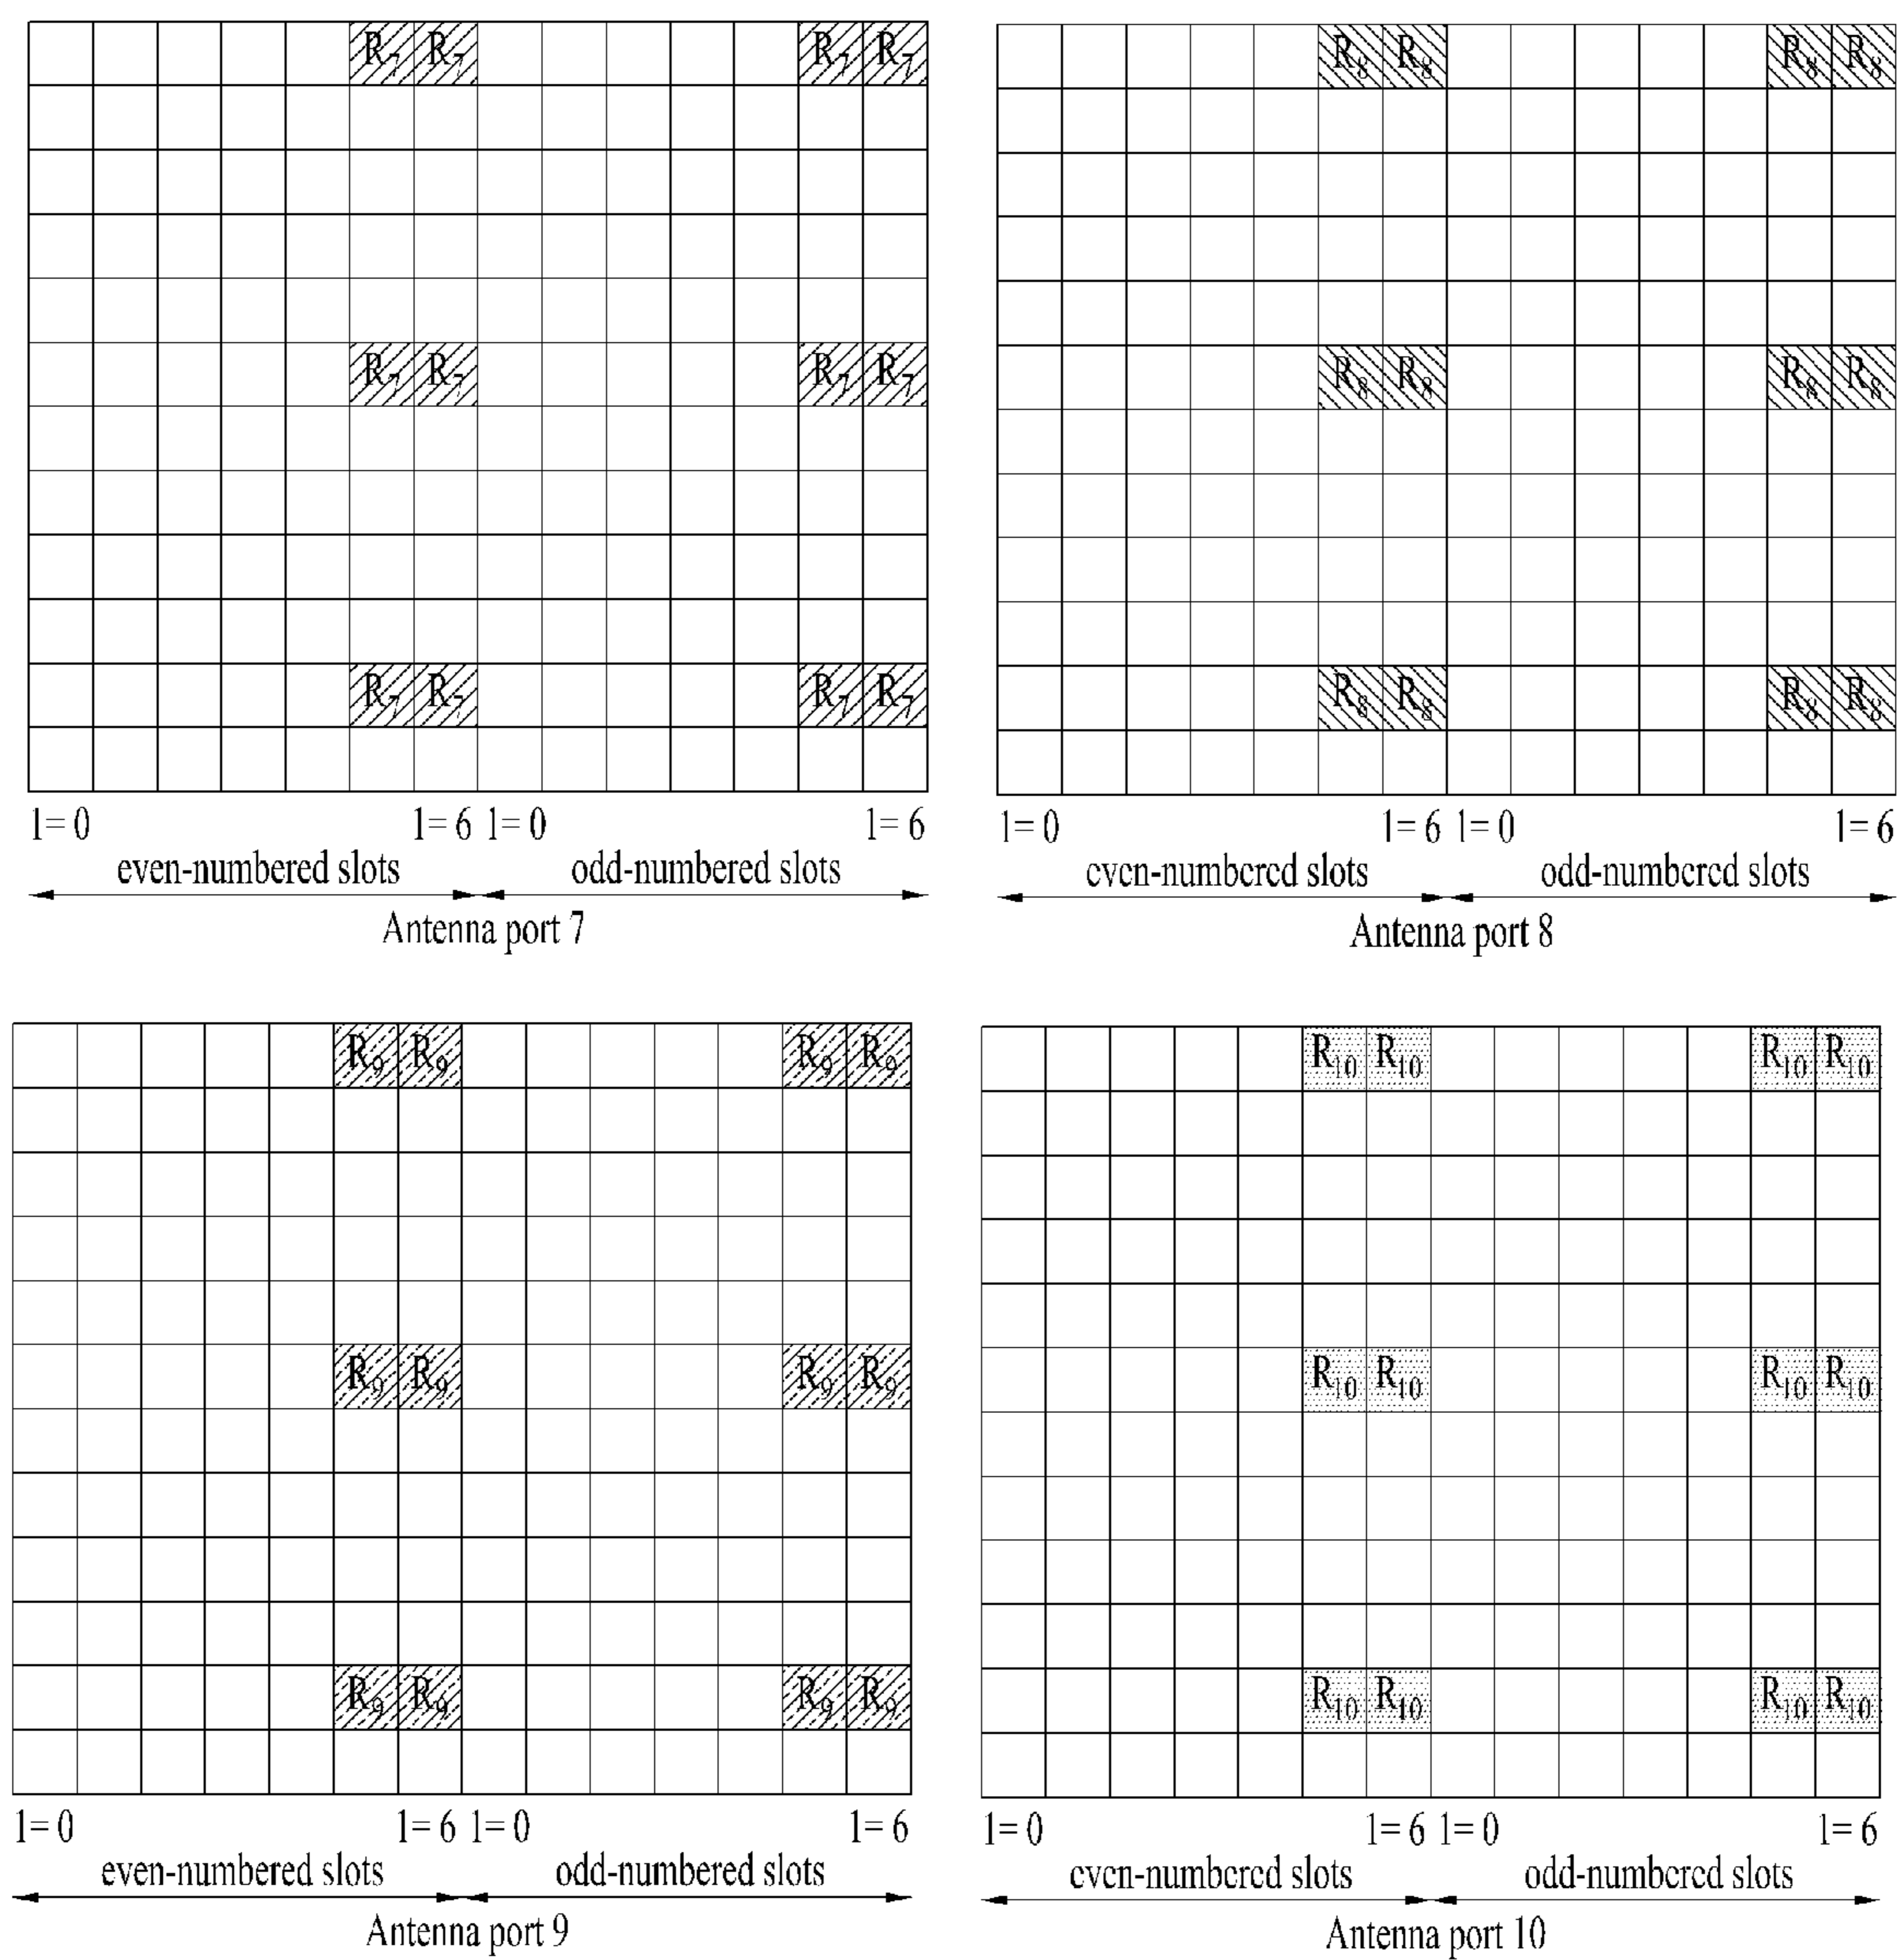 R7 R7 R7 R7
R7 R7 R7 R7
R7 R7 R7 R7
l= 0 l= 6 l= 0 l= 6
even-numbered slots odd-numbered slots
Antenna port 7
R8 R8 R8 R8
R8 R8 R8 R8
R8 R8 R8 R8
l= 0 l= 6 l= 0 l= 6
even-numbered slots odd-numbered slots
Antenna port 8
R9 R9 R9 R9
R9 R9 R9 R9
R9 R9 R9 R9
l= 0 l= 6 l= 0 l= 6
even-numbered slots odd-numbered slots
Antenna port 9
R10 R10 R10 R10
R10 R10 R10 R10
R10 R10 R10 R10
l= 0 l= 6 l= 0 l= 6
even-numbered slots odd-numbered slots
Antenna port 10